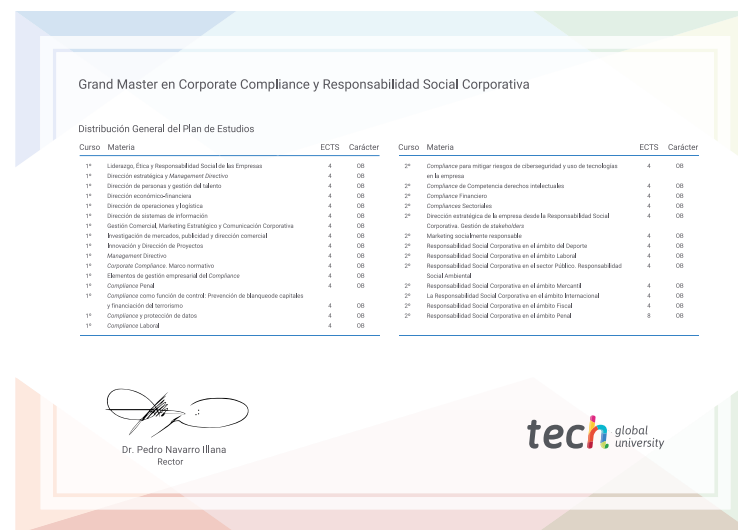 Grand Master en Corporate Compliance y Responsabilidad Social Corporativa
Distribución General del Plan de Estudios
Curso Materia ECTS Carácter
1º Liderazgo, Ética y Responsabilidad Social de las Empresas 4 OB
1º Dirección estratégica y Management Directivo 4 OB
1º Dirección de personas y gestión del talento 4 OB
1º Dirección económico-financiera 4 OB
1º Dirección de operaciones y logística 4 OB
1º Dirección de sistemas de información 4 OB
1º Gestión Comercial, Marketing Estratégico y Comunicación Corporativa 4 OB
1º Investigación de mercados, publicidad y dirección comercial 4 OB
1º Innovación y Dirección de Proyectos 4 OB
1º Management Directivo 4 OB
1º Corporate Compliance. Marco normativo 4 OB
1º Elementos de gestión empresarial del Compliance 4 OB
1º Compliance Penal 4 OB
1º Compliance como función de control: Prevención de blanqueode capitales
y financiación del terrorismo 4 OB
1º Compliance y protección de datos 4 OB
1º Compliance Laboral 4 OB
Curso Materia ECTS Carácter
2º Compliance para mitigar riesgos de ciberseguridad y uso de tecnologías 4 OB
en la empresa
2º Compliance de Competencia derechos intelectuales 4 OB
2º Compliance Financiero 4 OB
2º Compliances Sectoriales 4 OB
2º Dirección estratégica de la empresa desde la Responsabilidad Social 4 OB
Corporativa. Gestión de stakeholders
2º Marketing socialmente responsable 4 OB
2º Responsabilidad Social Corporativa en el ámbito del Deporte 4 OB
2º Responsabilidad Social Corporativa en el ámbito Laboral 4 OB
2º Responsabilidad Social Corporativa en el sector Público. Responsabilidad 4 OB
Social Ambiental
2º Responsabilidad Social Corporativa en el ámbito Mercantil 4 OB
2º La Responsabilidad Social Corporativa en el ámbito Internacional 4 OB
2º Responsabilidad Social Corporativa en el ámbito Fiscal 4 OB
2º Responsabilidad Social Corporativa en el ámbito Penal 8 OB
Dr. Pedro Navarro Illana
Rector
tech global
university